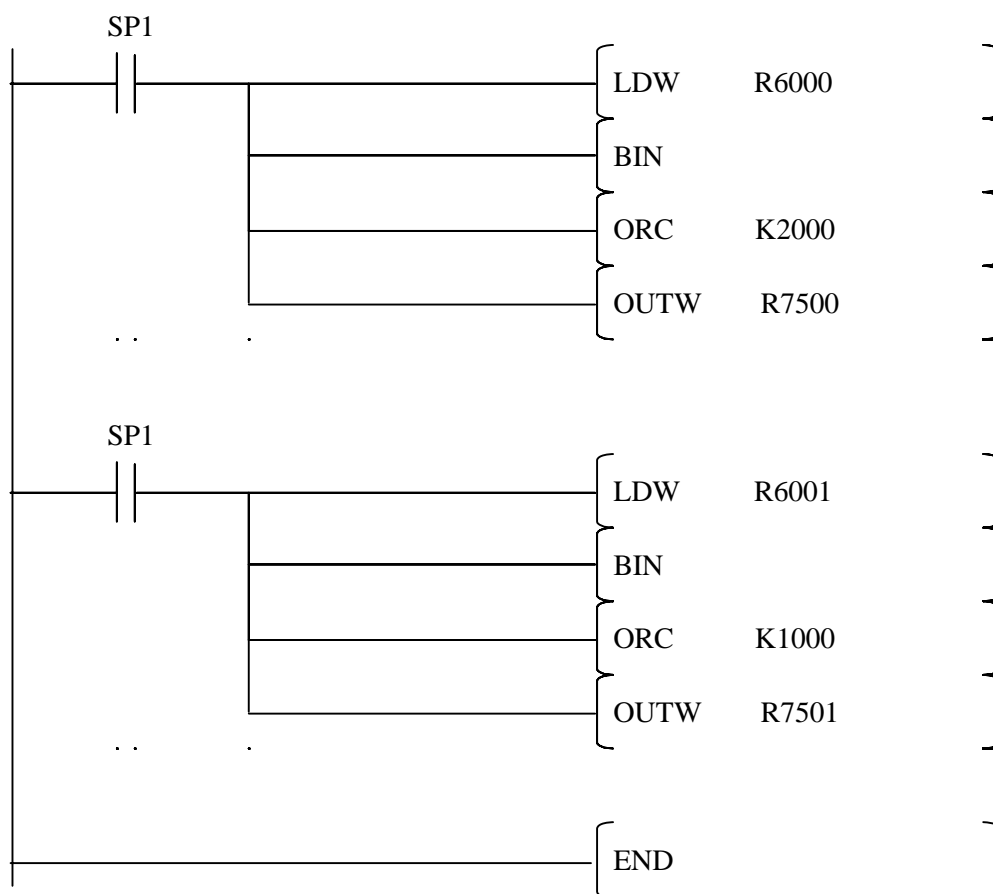 SP1
LDW R6000
BIN
ORC K2000
OUTW R7500
SP1
LDW R6001
BIN
ORC K1000
OUTW R7501
END